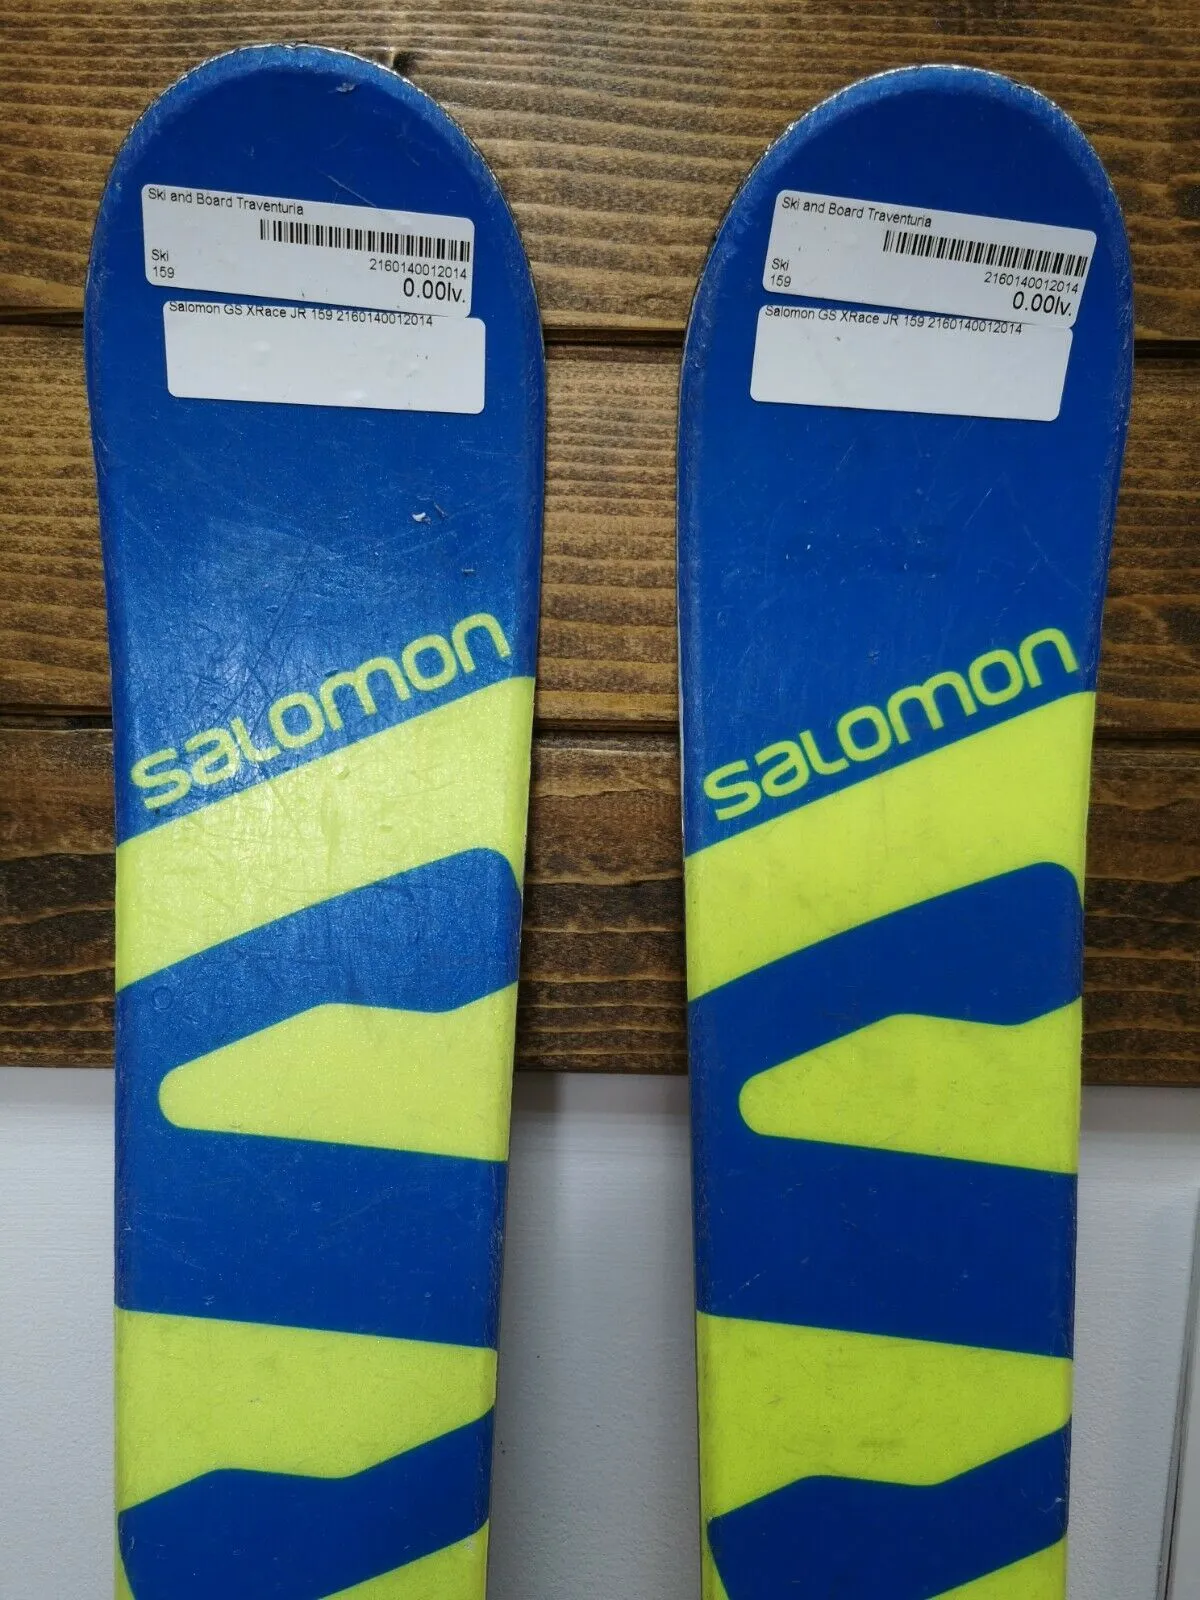 Ski and Board Traventuria
Ski
2160140012014
159
0.00lv.
Salomon GS XRace JR 159 2160140012014
salomon
Ski and Board Traventuria
Ski
2160140012014
159
0.00lv.
Salomon GS XRace JR 159 2160140012014
salomon